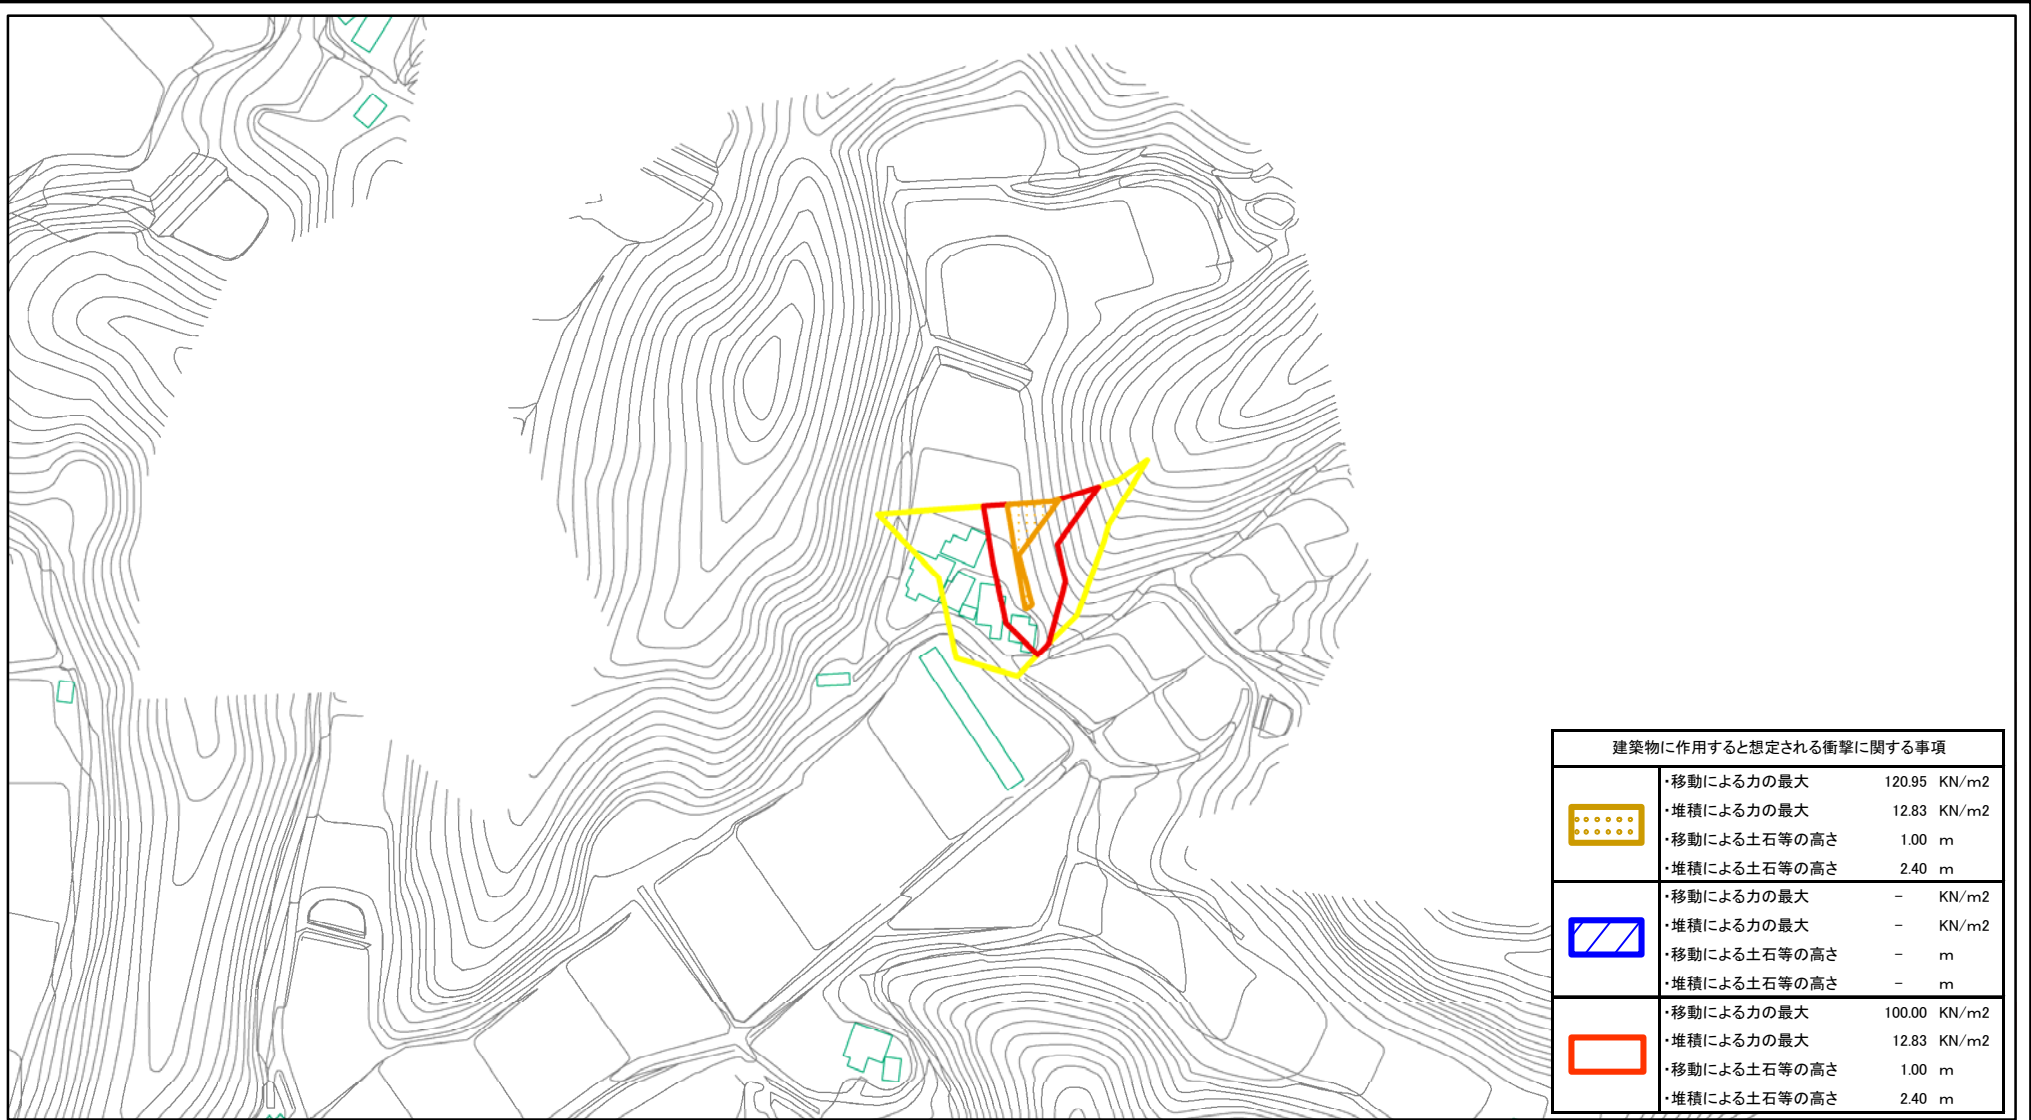 建築物に作用すると想定される衝撃に関する事項
・移動による力の最大 120.95 KN/m2
・堆積による力の最大 12.83 KN/m2
・移動による土石等の高さ 1.00 m
・堆積による土石等の高さ 2.40 m
・移動による力の最大 - KN/m2
・堆積による力の最大 - KN/m2
・移動による土石等の高さ - m
・堆積による土石等の高さ - m
・移動による力の最大 100.00 KN/m2
・堆積による力の最大 12.83 KN/m2
・移動による土石等の高さ 1.00 m
・堆積による土石等の高さ 2.40 m